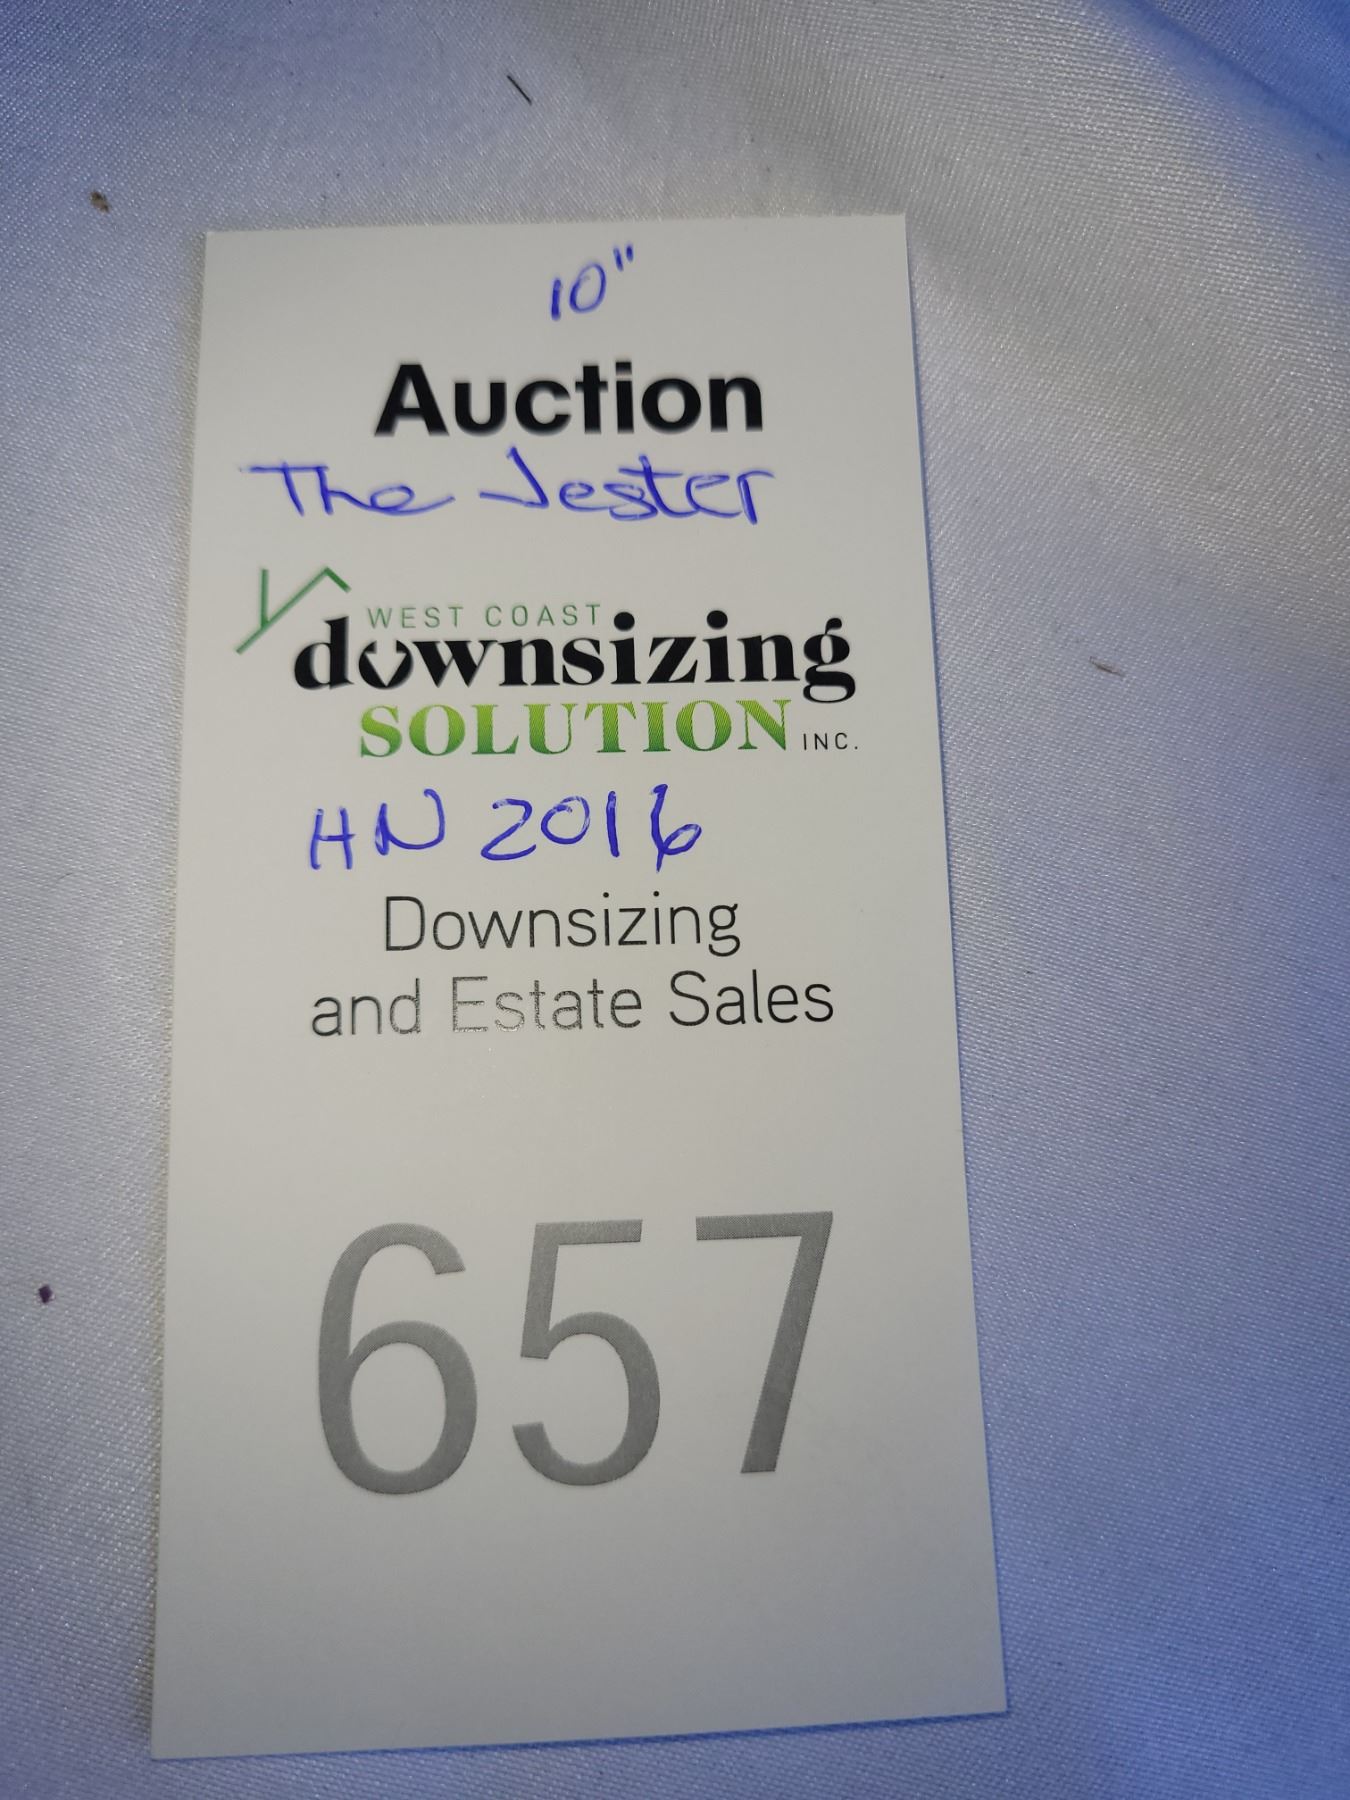 10"
Auction
The Jester
WEST COAST
downsizing
SOLUTION INC.
HN 2016
Downsizing
and Estate Sales
657